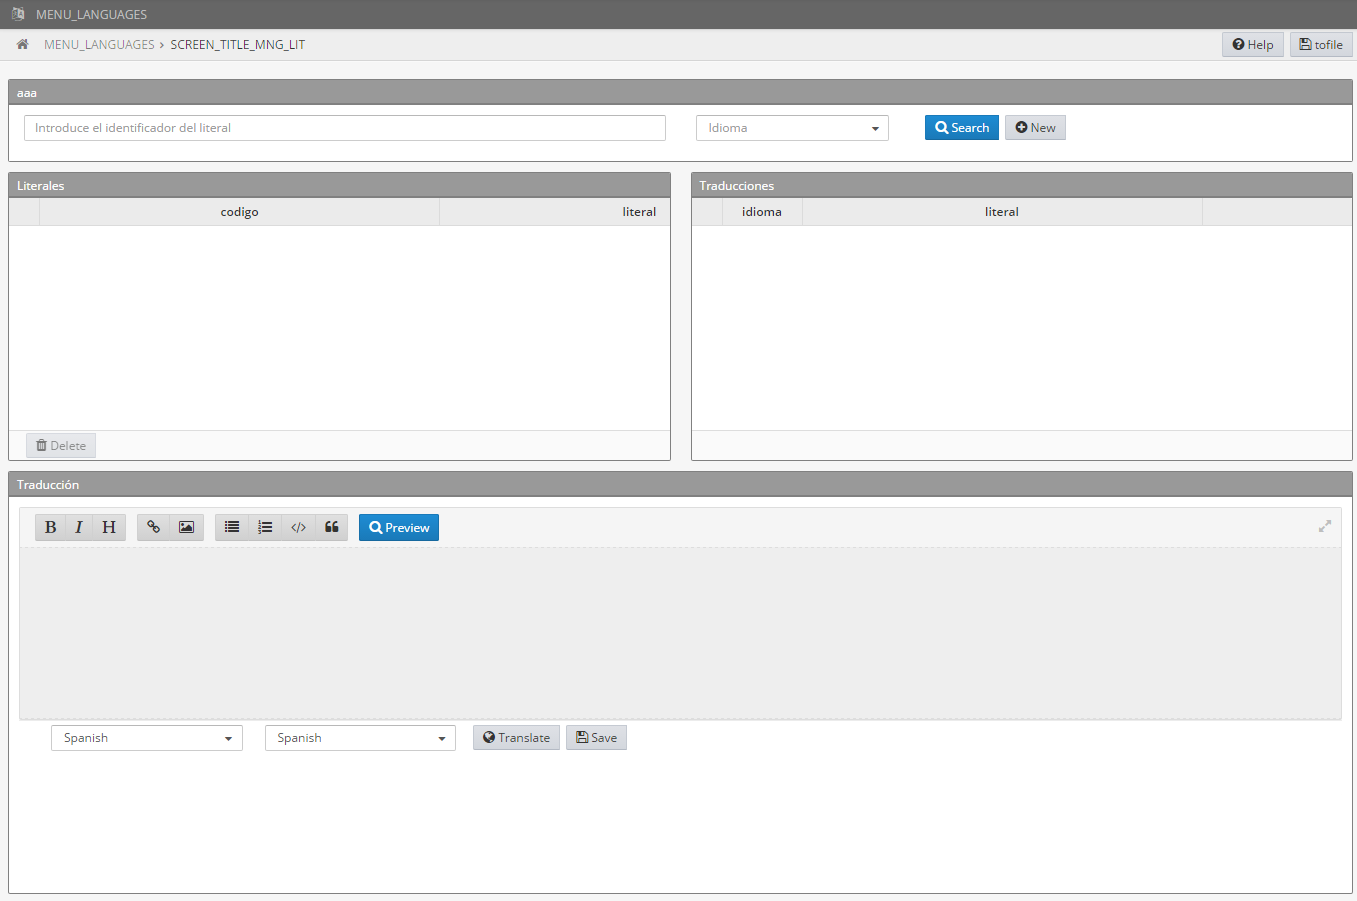 MENU_LANGUAGES
MENU_LANGUAGES › SCREEN_TITLE_MNG_LIT
Help
tofile
aaa
Introduce el identificador del literal
Idioma
Search
New
Literales
codigo
literal
Delete
Traducciones
idioma
literal
Traducción
B I H
Preview
Spanish
Spanish
Translate
Save